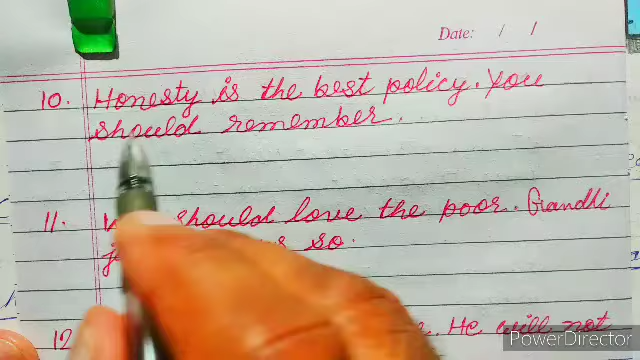 Date: / /
10. Honesty is the best policy. You
should remember.
11. should love the poor. Gandhi
so.
12 He will not
PowerDirector